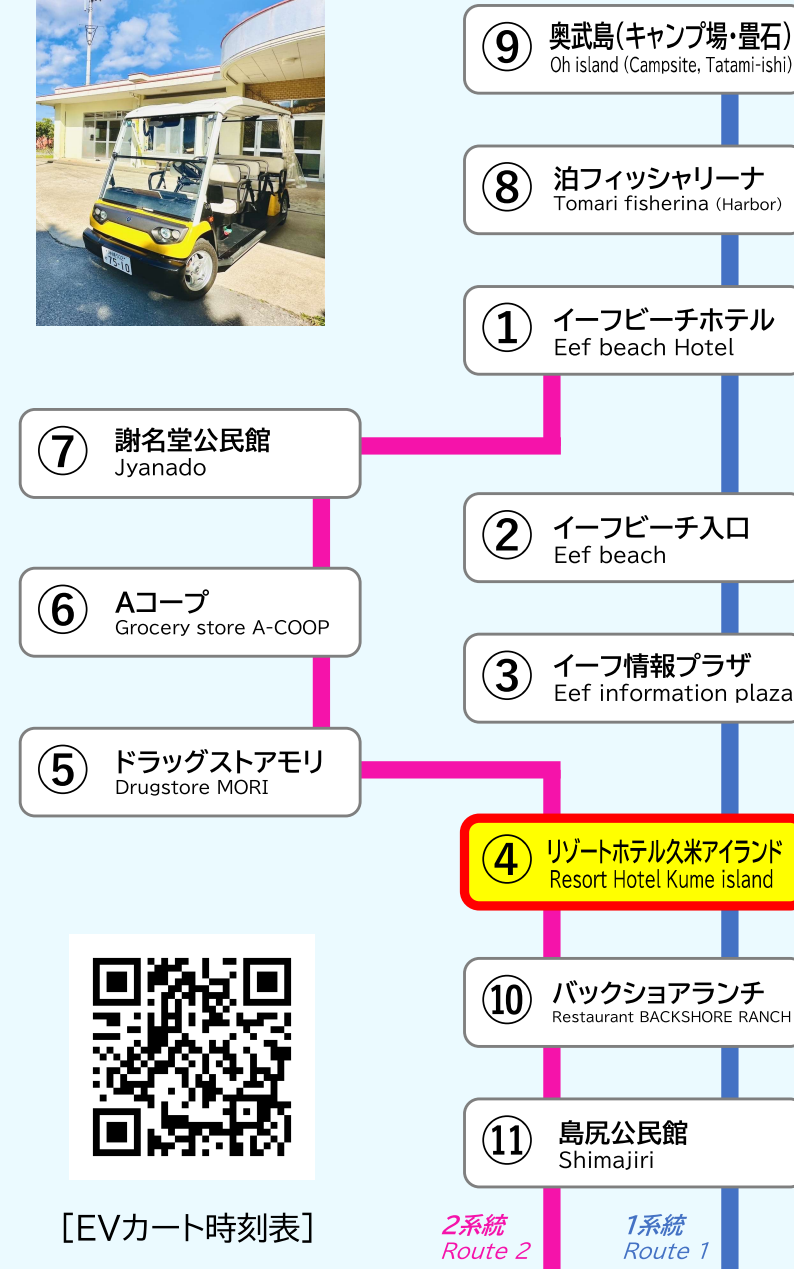 ⑨ 奥武島(キャンプ場・畳石)
Oh island (Campsite, Tatami-ishi)
⑧ 泊フィッシャリーナ
Tomari fisherina (Harbor)
① イーフビーチホテル
Eef beach Hotel
⑦ 謝名堂公民館
Jyanado
② イーフビーチ入口
Eef beach
⑥ Aコープ
Grocery store A-COOP
③ イーフ情報プラザ
Eef information plaza
⑤ ドラッグストアモリ
Drugstore MORI
④ リゾートホテル久米アイランド
Resort Hotel Kume island
⑩ バックショアランチ
Restaurant BACKSHORE RANCH
⑪ 島尻公民館
Shimajiri
[EVカート時刻表]
2系統
Route 2
1系統
Route 1
75-10